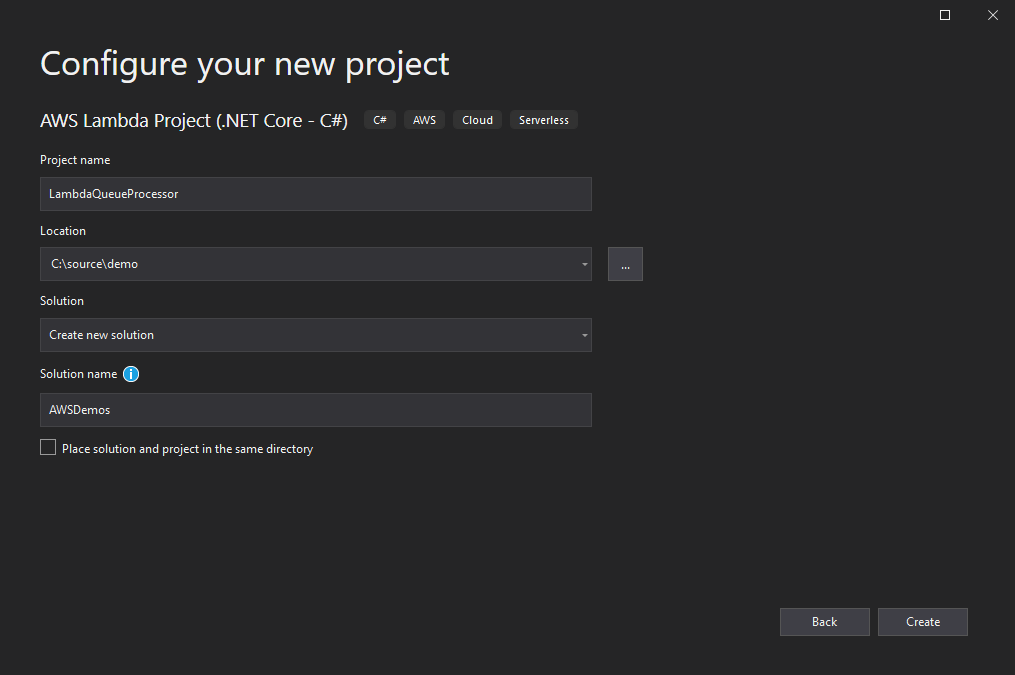 Configure your new project
AWS Lambda Project (.NET Core - C#) C# AWS Cloud Serverless
Project name
LambdaQueueProcessor
Location
C:\source\demo ...
Solution
Create new solution
Solution name i
AWSDemos
Place solution and project in the same directory
Back Create